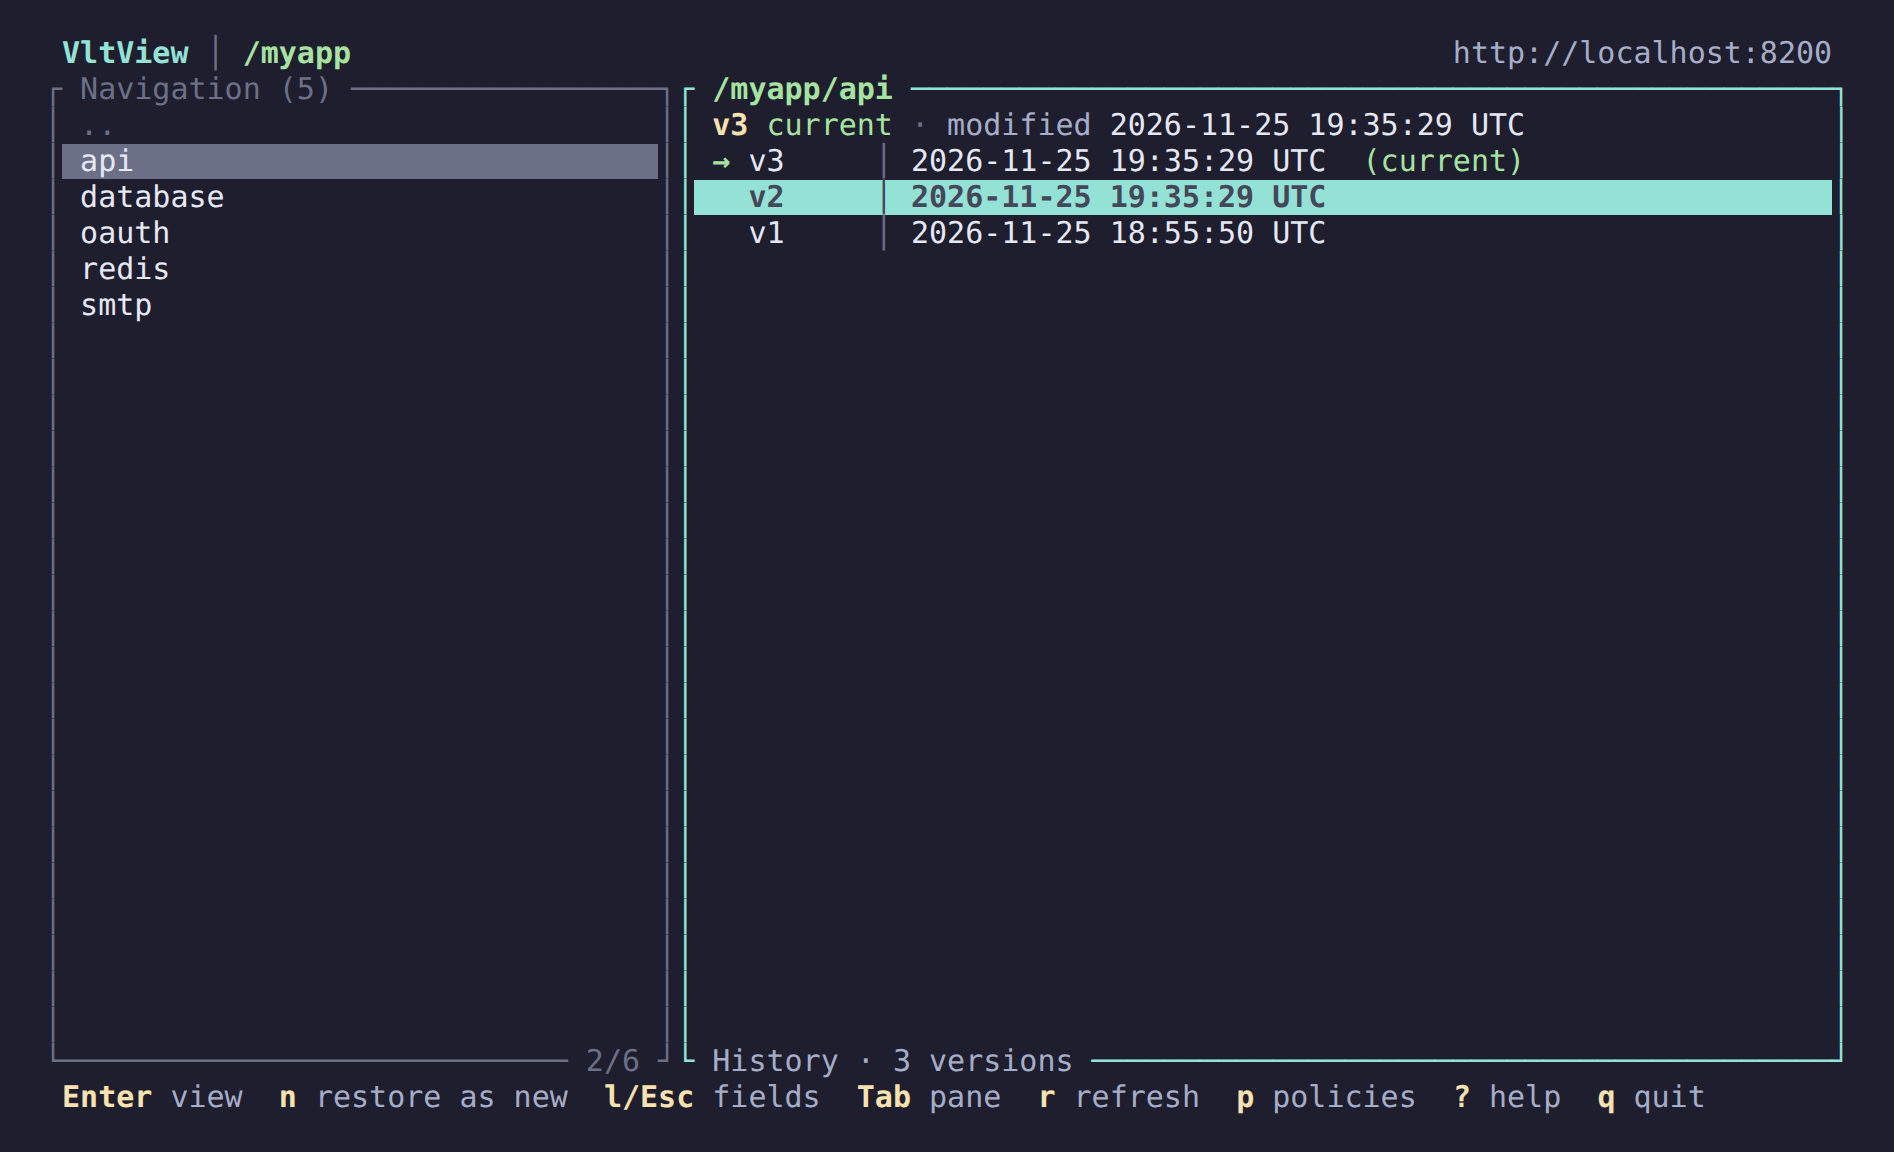 VltView │ /myapp http://localhost:8200
Navigation (5)
/myapp/api
..
v3 current · modified 2026-11-25 19:35:29 UTC
api
→ v3 │ 2026-11-25 19:35:29 UTC (current)
database
v2 │ 2026-11-25 19:35:29 UTC
oauth
v1 │ 2026-11-25 18:55:50 UTC
redis
smtp
2/6
History · 3 versions
Enter view n restore as new l/Esc fields Tab pane r refresh p policies ? help q quit